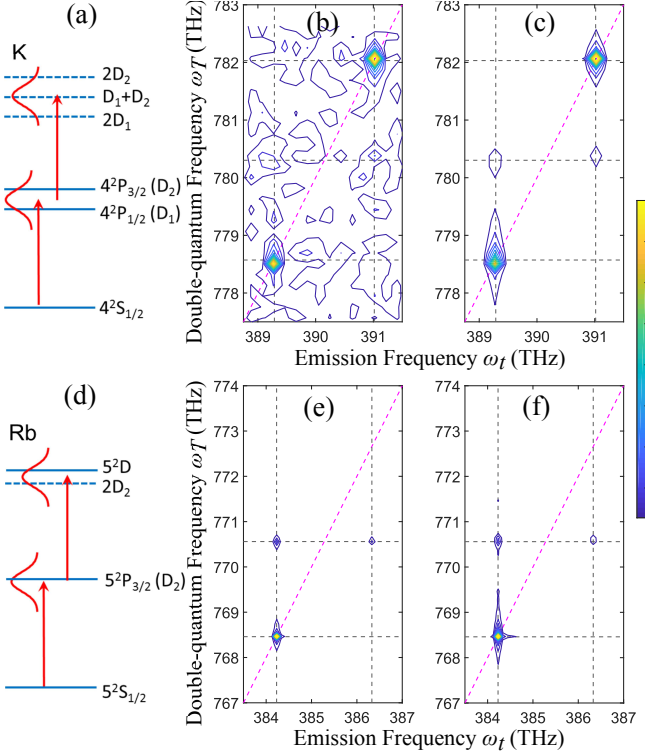 (a)
K
2D₂
D₁+D₂
2D₁
4²P₃/₂ (D₂)
4²P₁/₂ (D₁)
4²S₁/₂
Double-quantum Frequency ωT (THz)
783
782
781
780
779
778
(b)
389
390
391
(c)
783
782
781
780
779
778
389
390
391
Emission Frequency ωt (THz)
(d)
Rb
5²D
2D₂
5²P₃/₂ (D₂)
5²S₁/₂
Double-quantum Frequency ωT (THz)
774
773
772
771
770
769
768
767
(e)
384
385
386
387
(f)
774
773
772
771
770
769
768
767
384
385
386
387
Emission Frequency ωt (THz)